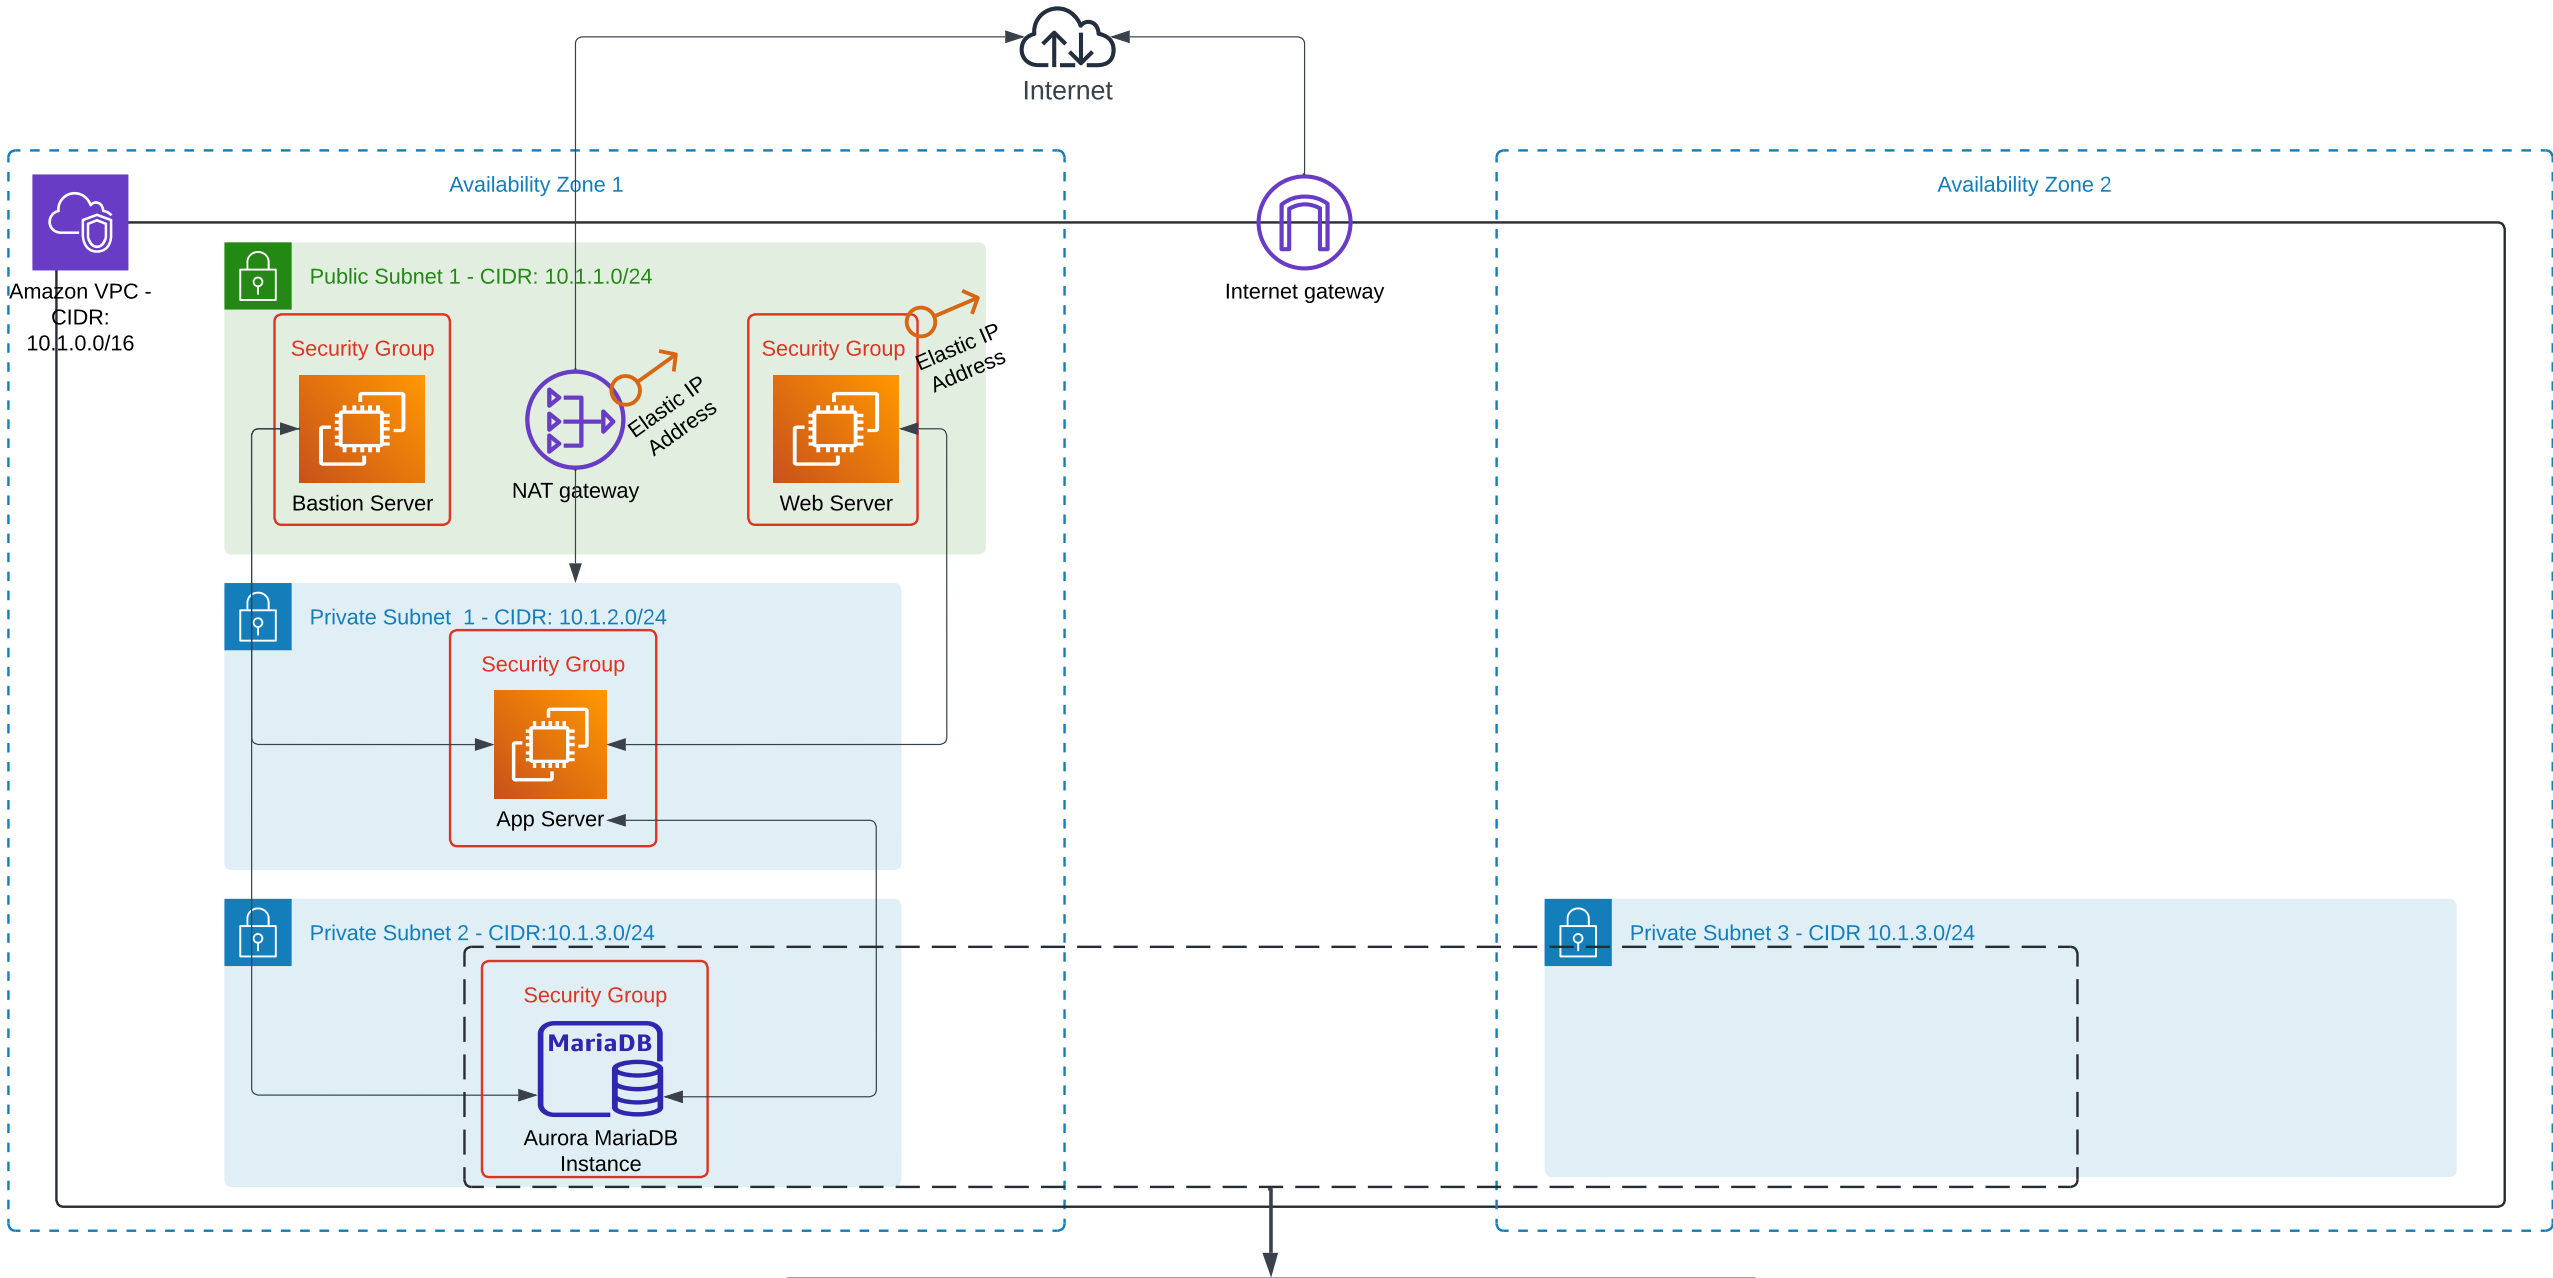 Internet
Availability Zone 1
Availability Zone 2
Amazon VPC -
CIDR:
10.1.0.0/16
Public Subnet 1 - CIDR: 10.1.1.0/24
Internet gateway
Security Group
Bastion Server
Elastic IP
Address
NAT gateway
Security Group
Elastic IP
Address
Web Server
Private Subnet  1 - CIDR: 10.1.2.0/24
Security Group
App Server
Private Subnet 2 - CIDR:10.1.3.0/24
Security Group
MariaDB
Aurora MariaDB
Instance
Private Subnet 3 - CIDR 10.1.3.0/24